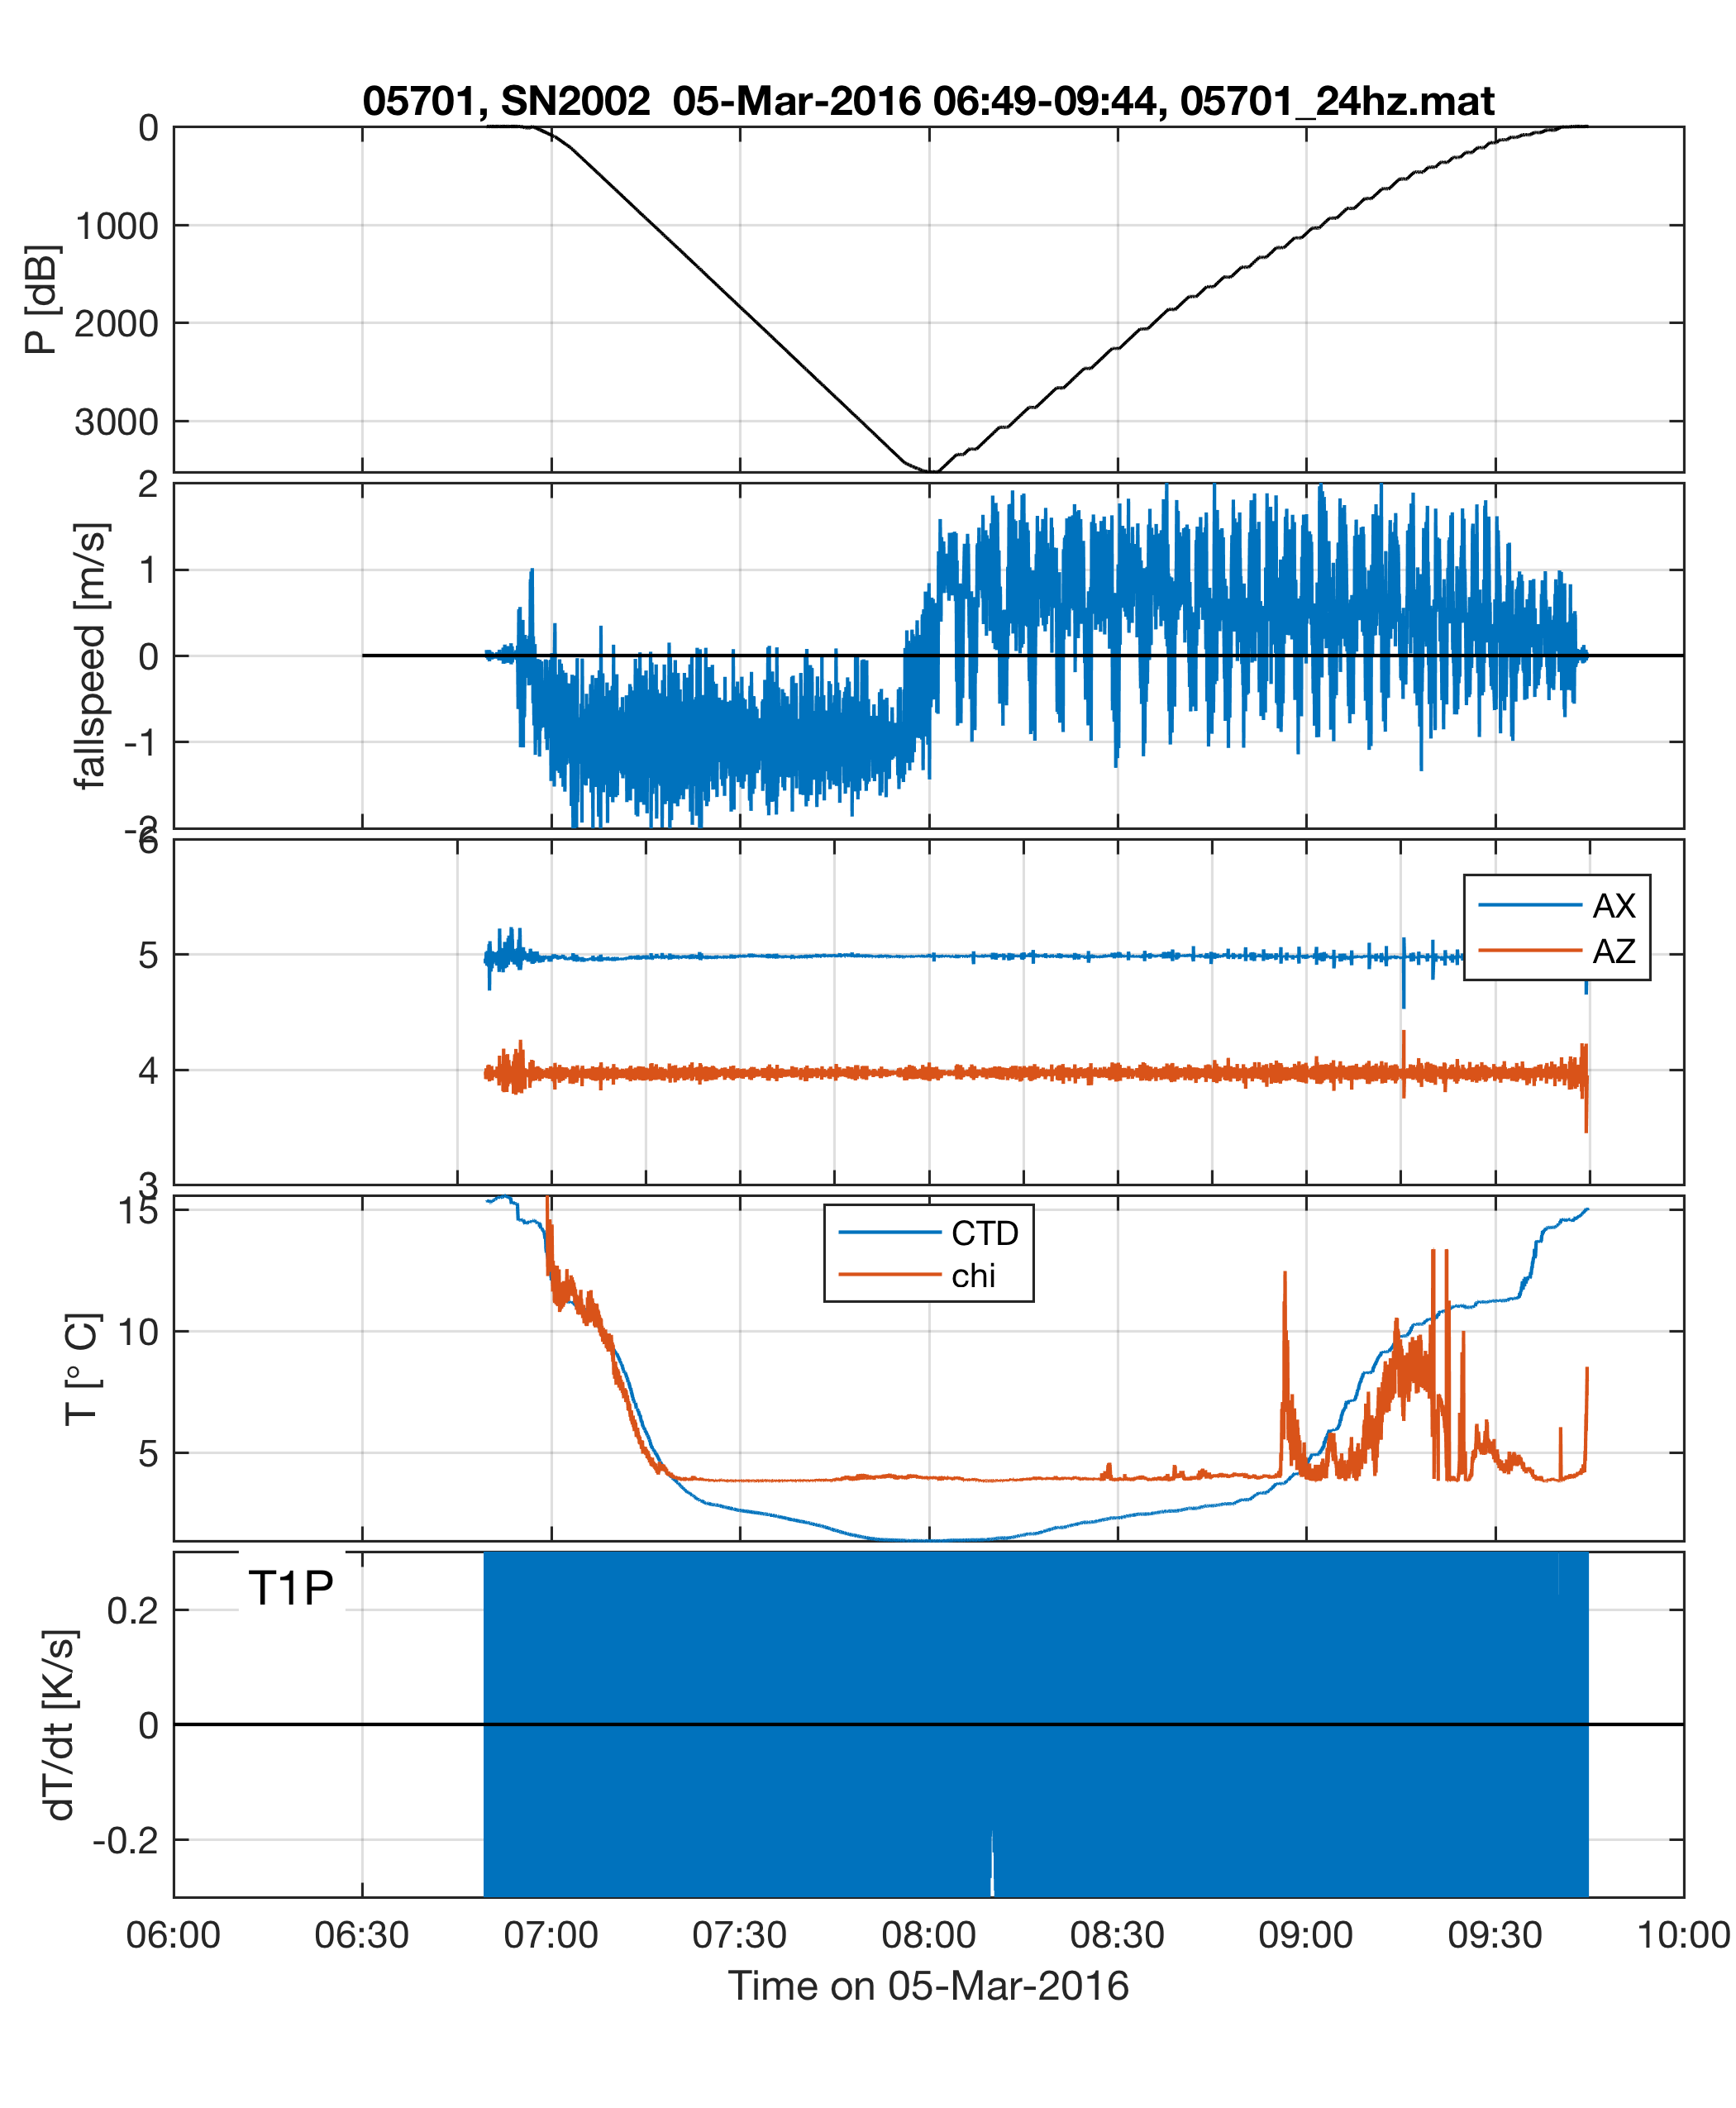 05701, SN2002  05-Mar-2016 06:49-09:44, 05701_24hz.mat
0
1000
2000
3000
P [dB]
2
1
0
-1
-2
fallspeed [m/s]
6
5
4
3
AX
AZ
15
10
5
T [° C]
CTD
chi
T1P
0.2
0
-0.2
dT/dt [K/s]
06:00 06:30 07:00 07:30 08:00 08:30 09:00 09:30 10:00
Time on 05-Mar-2016